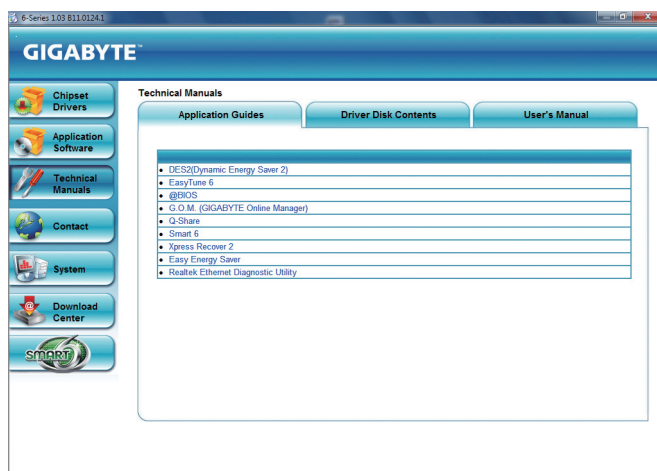 6-Series 1.03 B11.0124.1
GIGABYTE™
Chipset
Drivers
Application
Software
Technical
Manuals
Contact
System
Download
Center
SMART6
Technical Manuals
Application Guides
Driver Disk Contents
User's Manual
DES2(Dynamic Energy Saver 2)
EasyTune 6
@BIOS
G.O.M. (GIGABYTE Online Manager)
Q-Share
Smart 6
Xpress Recover 2
Easy Energy Saver
Realtek Ethernet Diagnostic Utility